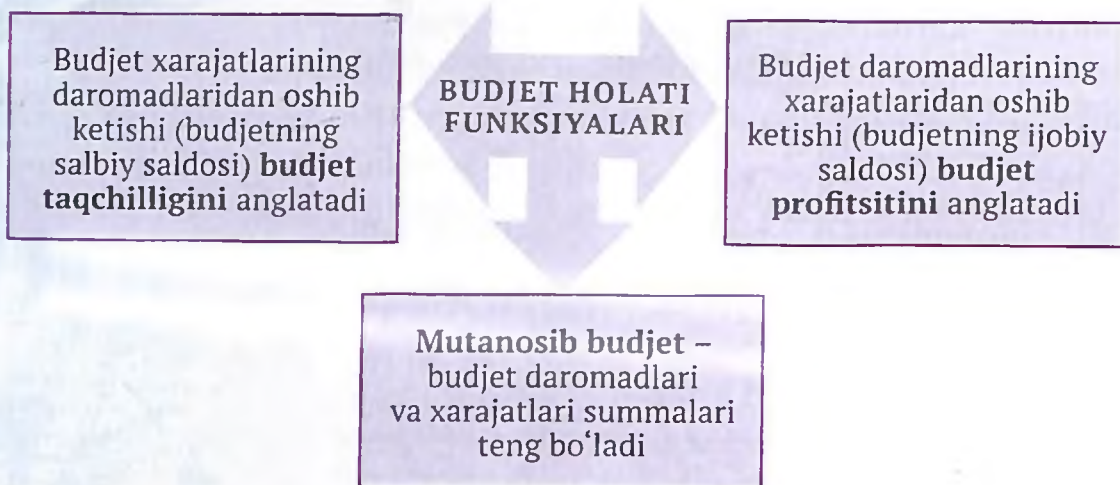 Budjet xarajatlarining
daromadlaridan oshib
ketishi (budjetning
salbiy saldosi) budjet
taqchilligini anglatadi
BUDJET HOLATI
FUNKSIYALARI
Budjet daromadlarining
xarajatlaridan oshib
ketishi (budjetning ijobiy
saldosi) budjet
profitsitini anglatadi
Mutanosib budjet –
budjet daromadlari
va xarajatlari summalari
teng bo‘ladi